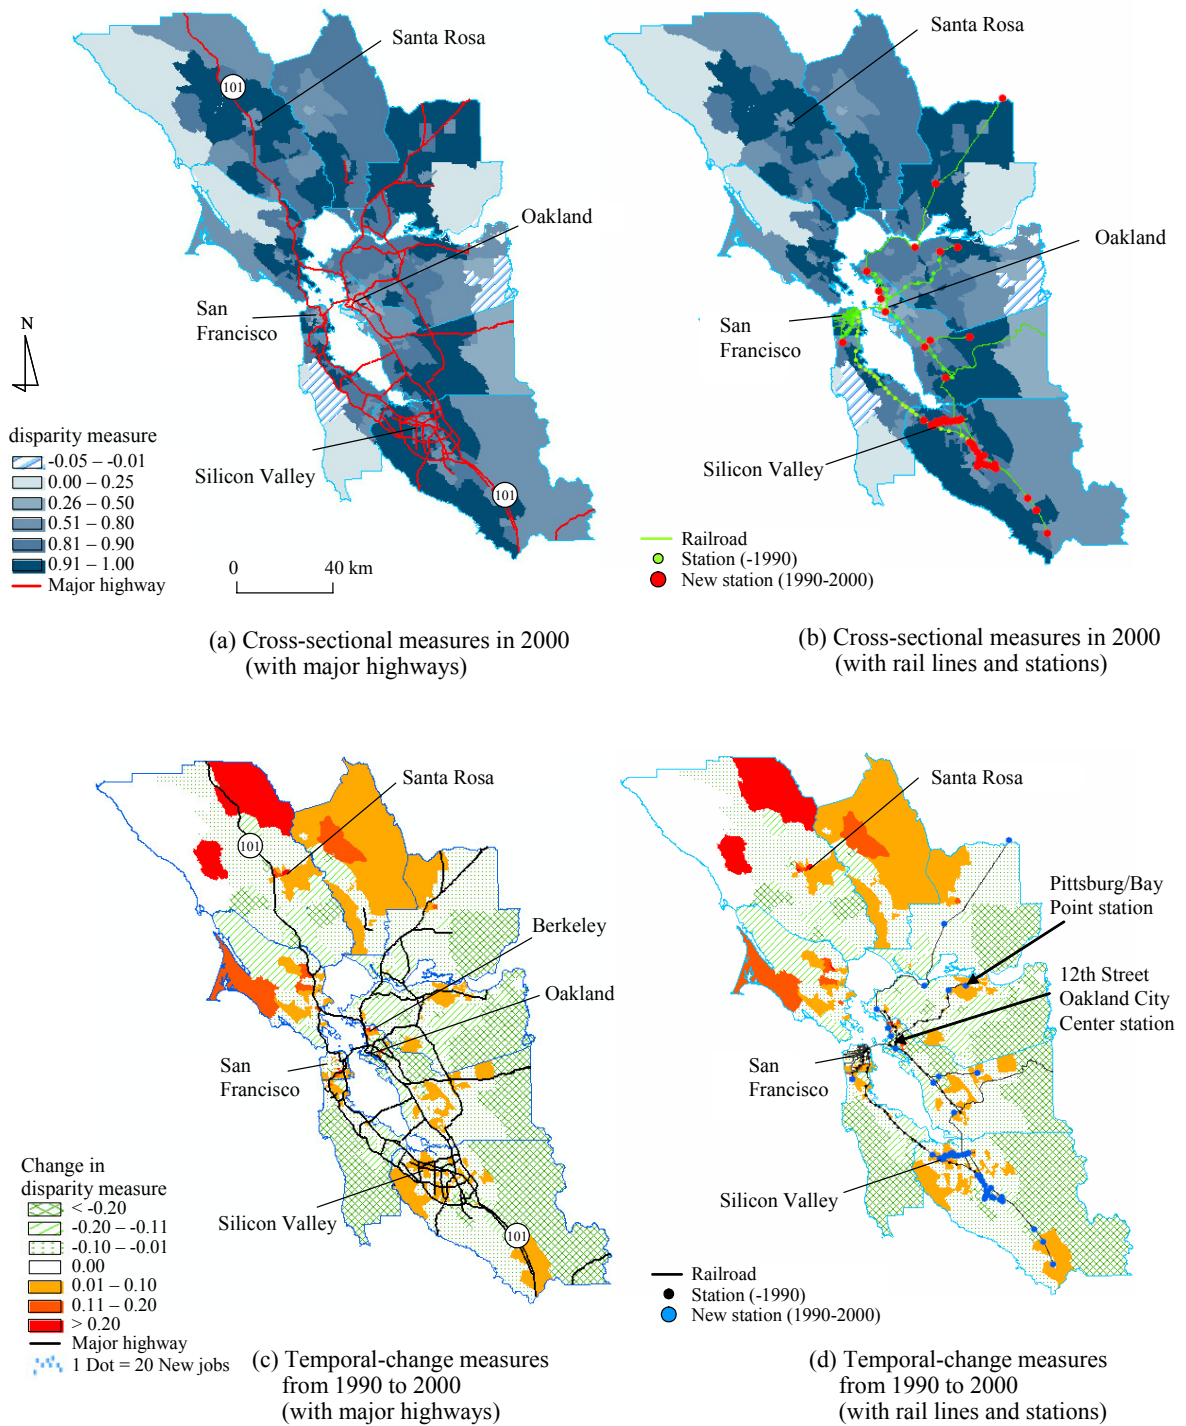 Santa Rosa
101
Oakland
San
Francisco
N
Silicon Valley
101
disparity measure
-0.05 – -0.01
0.00 – 0.25
0.26 – 0.50
0.51 – 0.80
0.81 – 0.90
0.91 – 1.00
Major highway
0 40 km
(a) Cross-sectional measures in 2000
(with major highways)
Santa Rosa
Oakland
San
Francisco
Silicon Valley
Railroad
Station (-1990)
New station (1990-2000)
(b) Cross-sectional measures in 2000
(with rail lines and stations)
Santa Rosa
101
Berkeley
Oakland
San
Francisco
Silicon Valley
101
Change in
disparity measure
< -0.20
-0.20 – -0.11
-0.10 – -0.01
0.00
0.01 – 0.10
0.11 - 0.20
> 0.20
Major highway
1 Dot = 20 New jobs
(c) Temporal-change measures
from 1990 to 2000
(with major highways)
Santa Rosa
Pittsburg/Bay
Point station
12th Street
Oakland City
Center station
San
Francisco
Silicon Valley
Railroad
Station (-1990)
New station (1990-2000)
(d) Temporal-change measures
from 1990 to 2000
(with rail lines and stations)